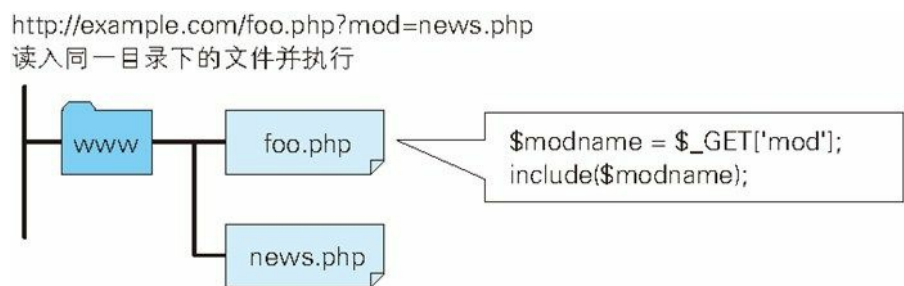 http://example.com/foo.php?mod=news.php
读入同一目录下的文件并执行
www
foo.php
$modname = $_GET['mod'];
include($modname);
news.php